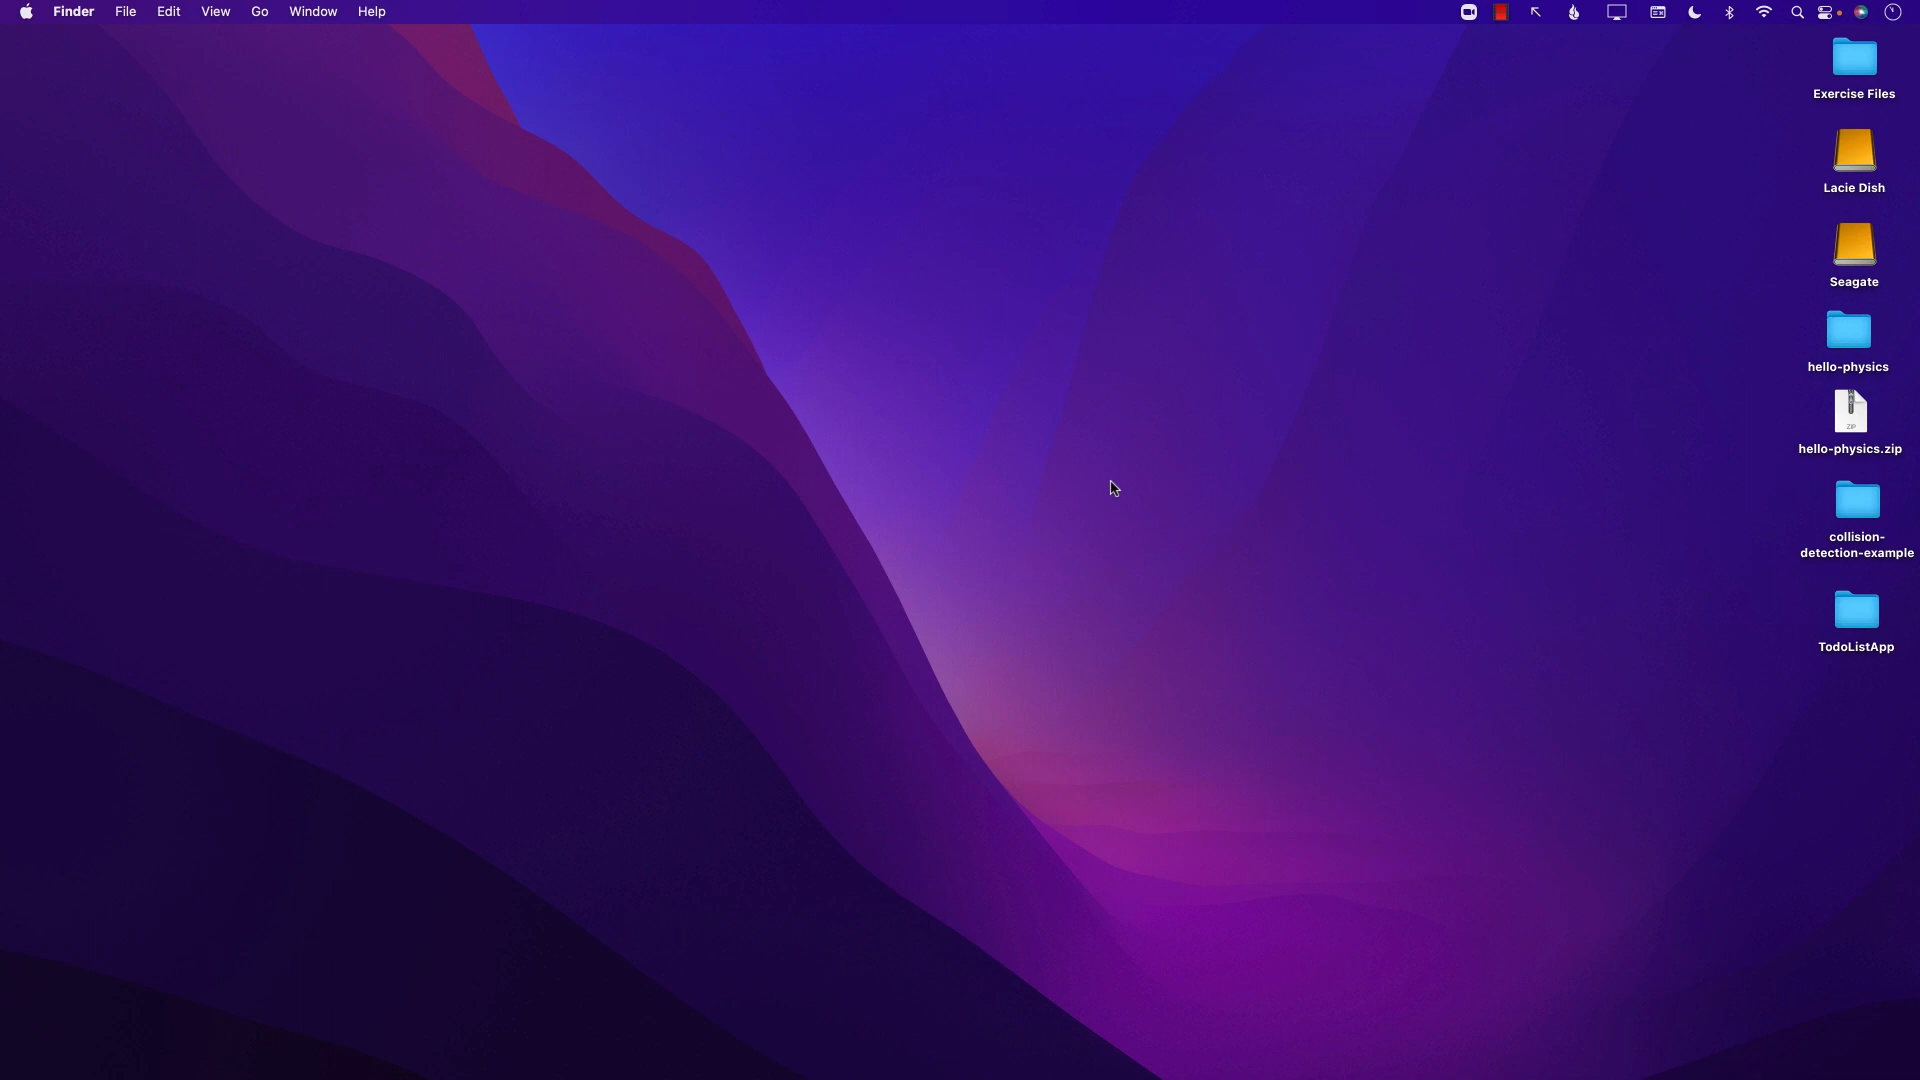 Finder File Edit View Go Window Help
Exercise Files
Lacie Dish
Seagate
hello-physics
ZIP
hello-physics.zip
collision-
detection-example
TodoListApp